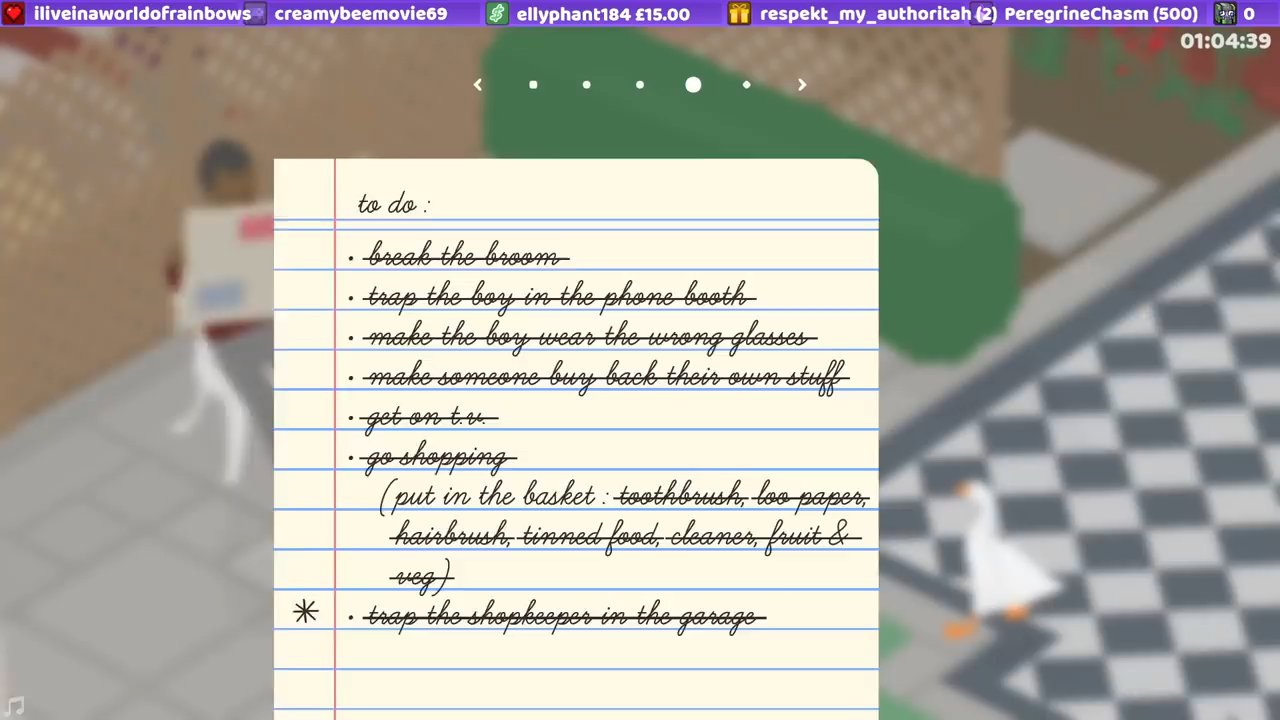 iliveinaworldofrainbows creamybeemovie69 ellyphant184 £15.00 respekt_my_authoritah (2) PeregrineChasm (500) 0
01:04:39
to do :
• break the broom
• trap the boy in the phone booth
• make the boy wear the wrong glasses
• make someone buy back their own stuff
• get on t.v.
• go shopping
(put in the basket : toothbrush, loo paper,
hairbrush, tinned food, cleaner, fruit &
veg)
• trap the shopkeeper in the garage